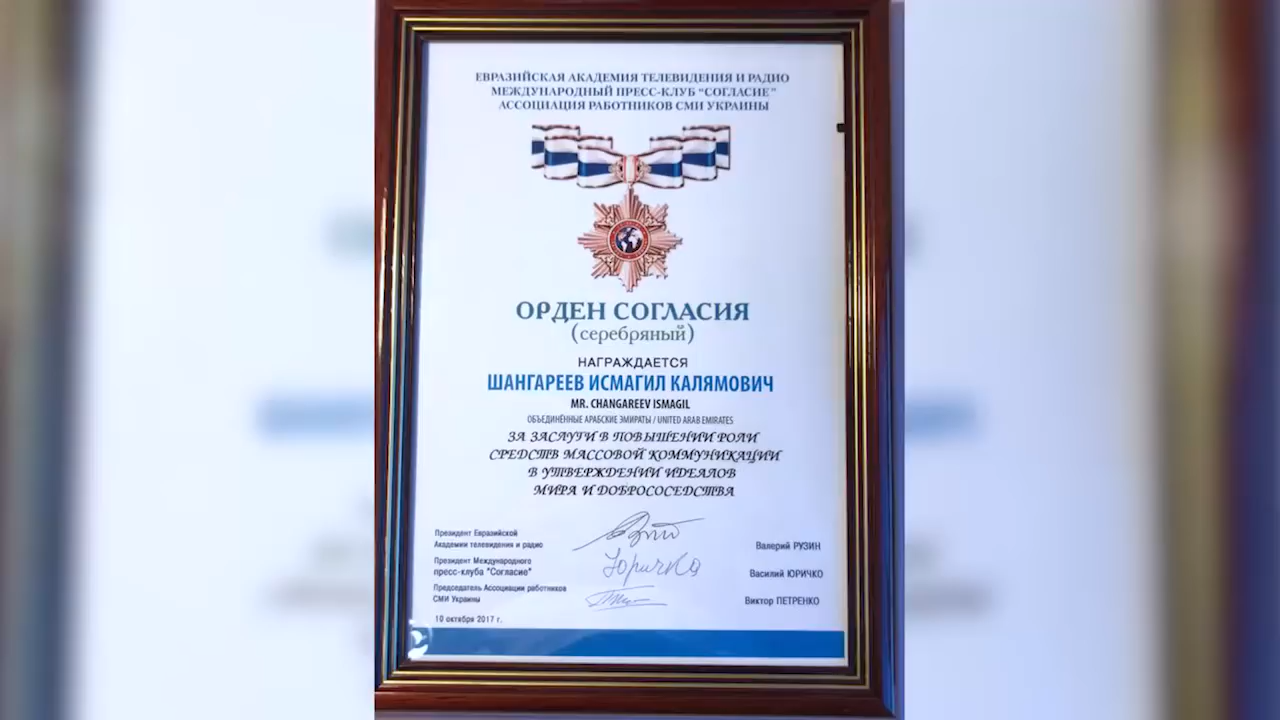 ЕВРАЗИЙСКАЯ АКАДЕМИЯ ТЕЛЕВИДЕНИЯ И РАДИО
МЕЖДУНАРОДНЫЙ ПРЕСС-КЛУБ "СОГЛАСИЕ"
АССОЦИАЦИЯ РАБОТНИКОВ СМИ УКРАИНЫ
ОРДЕН СОГЛАСИЯ
(серебряный)
НАГРАЖДАЕТСЯ
ШАНГАРЕЕВ ИСМАГИЛ КАЛЯМОВИЧ
MR. CHANGAREEV ISMAGIL
ОБЪЕДИНЁННЫЕ АРАБСКИЕ ЭМИРАТЫ / UNITED ARAB EMIRATES
ЗА ЗАСЛУГИ В ПОВЫШЕНИИ РОЛИ
СРЕДСТВ МАССОВОЙ КОММУНИКАЦИИ
В УТВЕРЖДЕНИИ ИДЕАЛОВ
МИРА И ДОБРОСОСЕДСТВА
Президент Евразийской
Академии телевидения и радио Валерий РУЗИН
Президент Международного
пресс-клуба "Согласие" Юричко Василий ЮРИЧКО
Председатель Ассоциации работников
СМИ Украины Виктор ПЕТРЕНКО
10 октября 2017 г.